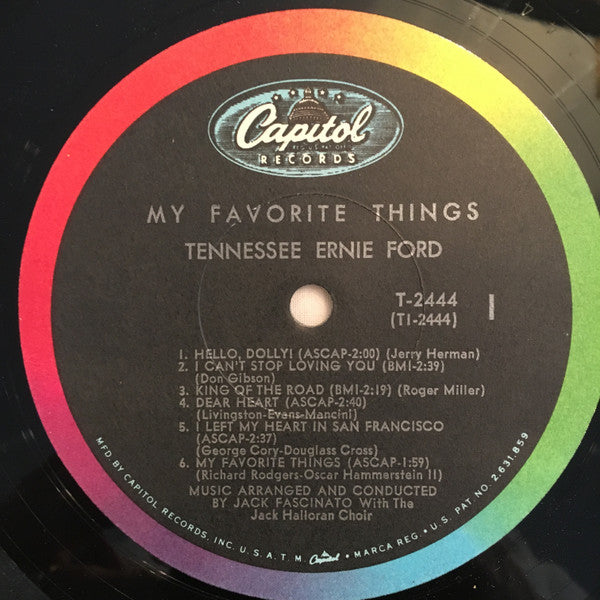 Capitol
RECORDS
MY FAVORITE THINGS
TENNESSEE ERNIE FORD
T-2444
(T1-2444)
1
1. HELLO, DOLLY! (ASCAP-2:00) (Jerry Herman)
2. I CAN'T STOP LOVING YOU (BMI-2:39)
(Don Gibson)
3. KING OF THE ROAD (BMI-2:19) (Roger Miller)
4. DEAR HEART (ASCAP-2:40)
(Livingston-Evans-Mancini)
5. I LEFT MY HEART IN SAN FRANCISCO
(ASCAP-2:37)
(George Cory-Douglass Cross)
6. MY FAVORITE THINGS (ASCAP-1:59)
(Richard Rodgers-Oscar Hammerstein II)
MUSIC ARRANGED AND CONDUCTED
BY JACK FASCINATO With The
Jack Halloran Choir
MFD. BY CAPITOL RECORDS, INC. U.S.A. T.M. Capitol • MARCA REG. • U.S. PAT. NO. 2,631,859